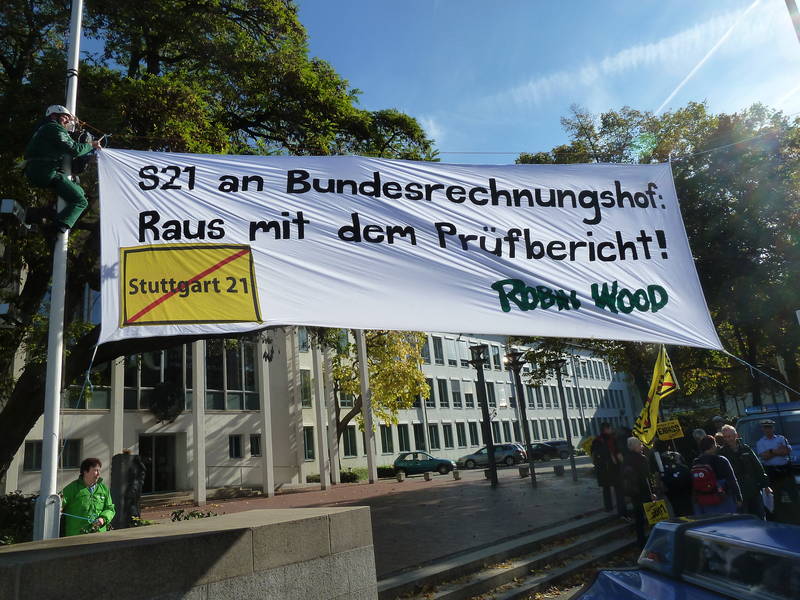 S21 an Bundesrechnungshof:
Raus mit dem Prüfbericht!
Stuttgart 21
ROBIN WOOD